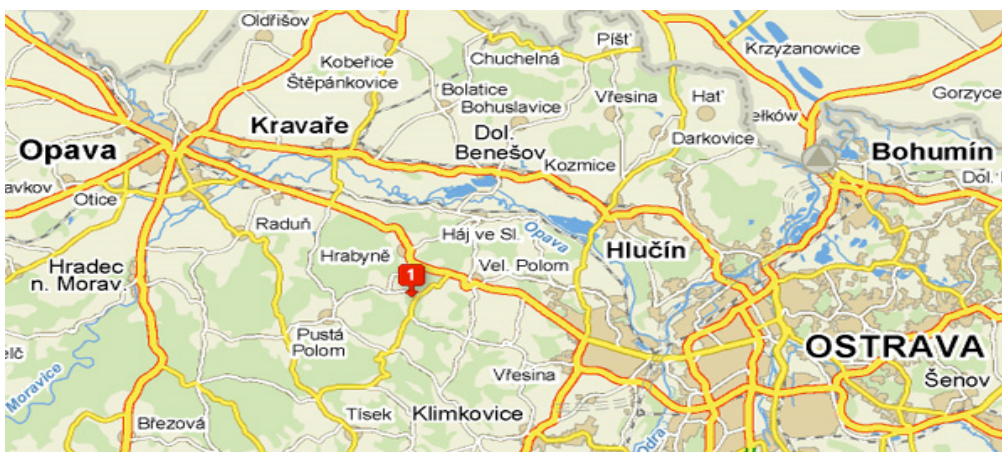 Oldřišov
Píšť
Krzyżanowice
Kobeřice
Chuchelná
Štěpánkovice
Bolatice
Bohuslavice
Vřesina
Hať
Gorzyce
Kravaře
Dol.
Benešov
Darkovice
Opava
Kozmice
Bohumín
Otice
Raduň
Háj ve Sl.
Opava
Hlučín
Hrabyně
Vel. Polom
Hradec
n. Morav.
1
Pustá
Polom
OSTRAVA
Vřesina
Šenov
Moravice
Březová
Tísek
Klimkovice
Odra